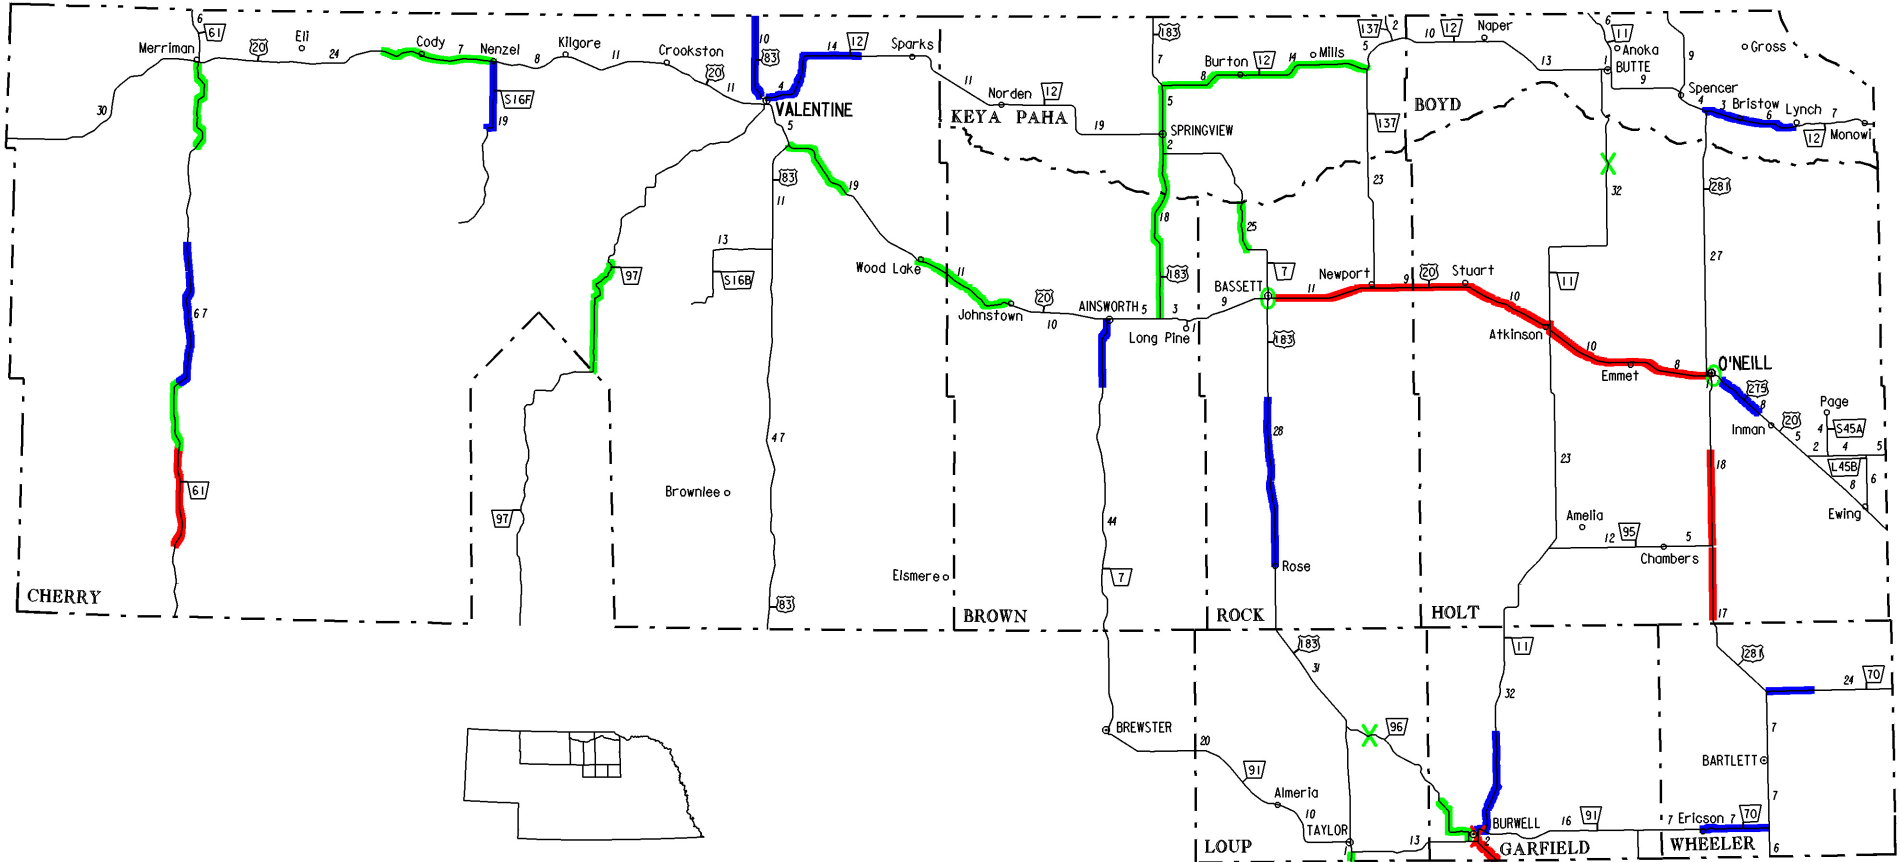 6
61
Merriman
20
Eli
24
Cody
7
Nenzel
8
Kilgore
11
Crookston
20
11
10
83
14
12
Sparks
4
VALENTINE
30
S16F
19
5
11
Norden
12
KEYA PAHA
19
183
7
Burton
12
8
14
Mills
5
SPRINGVIEW
2
137
2
10
12
Naper
5
13
6
11
Anoka
1
BUTTE
9
9
Gross
Spencer
4
3
Bristow
6
Lynch
7
12
Monowi
BOYD
137
23
32
281
27
83
11
19
13
S16B
97
Wood Lake
11
Johnstown
20
10
AINSWORTH
5
3
Long Pine
1
9
18
183
25
7
BASSETT
11
Newport
9
20
Stuart
10
11
Atkinson
10
Emmet
8
O'NEILL
275
8
Inman
20
5
Page
4
S45A
2
4
5
L45B
8
6
Ewing
67
61
97
47
Brownlee
183
28
44
23
18
Amelia
12
95
5
Chambers
Elsmere
7
Rose
83
17
CHERRY
BROWN
ROCK
HOLT
183
31
11
32
281
24
70
7
BREWSTER
20
91
Almeria
10
TAYLOR
96
13
BURWELL
2
16
91
7
Ericson
7
70
BARTLETT
7
6
LOUP
GARFIELD
WHEELER